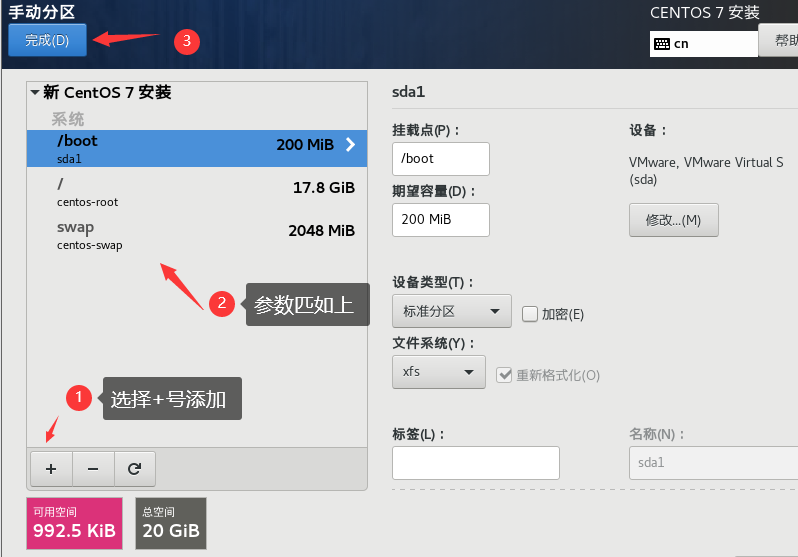 手动分区
CENTOS 7 安装
完成(D)
3
cn
帮助
新 CentOS 7 安装
系统
/boot
200 MiB
sda1
/
17.8 GiB
centos-root
swap
2048 MiB
centos-swap
2
参数匹如上
1
选择+号添加
+
−
可用空间
992.5 KiB
总空间
20 GiB
sda1
挂载点(P)：
/boot
期望容量(D)：
200 MiB
设备：
VMware, VMware Virtual S
(sda)
修改...(M)
设备类型(T)：
标准分区
加密(E)
文件系统(Y)：
xfs
重新格式化(O)
标签(L)：
名称(N)：
sda1